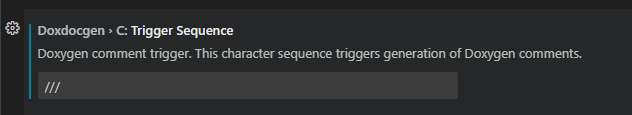 Doxdocgen › C: Trigger Sequence
Doxygen comment trigger. This character sequence triggers generation of Doxygen comments.
///